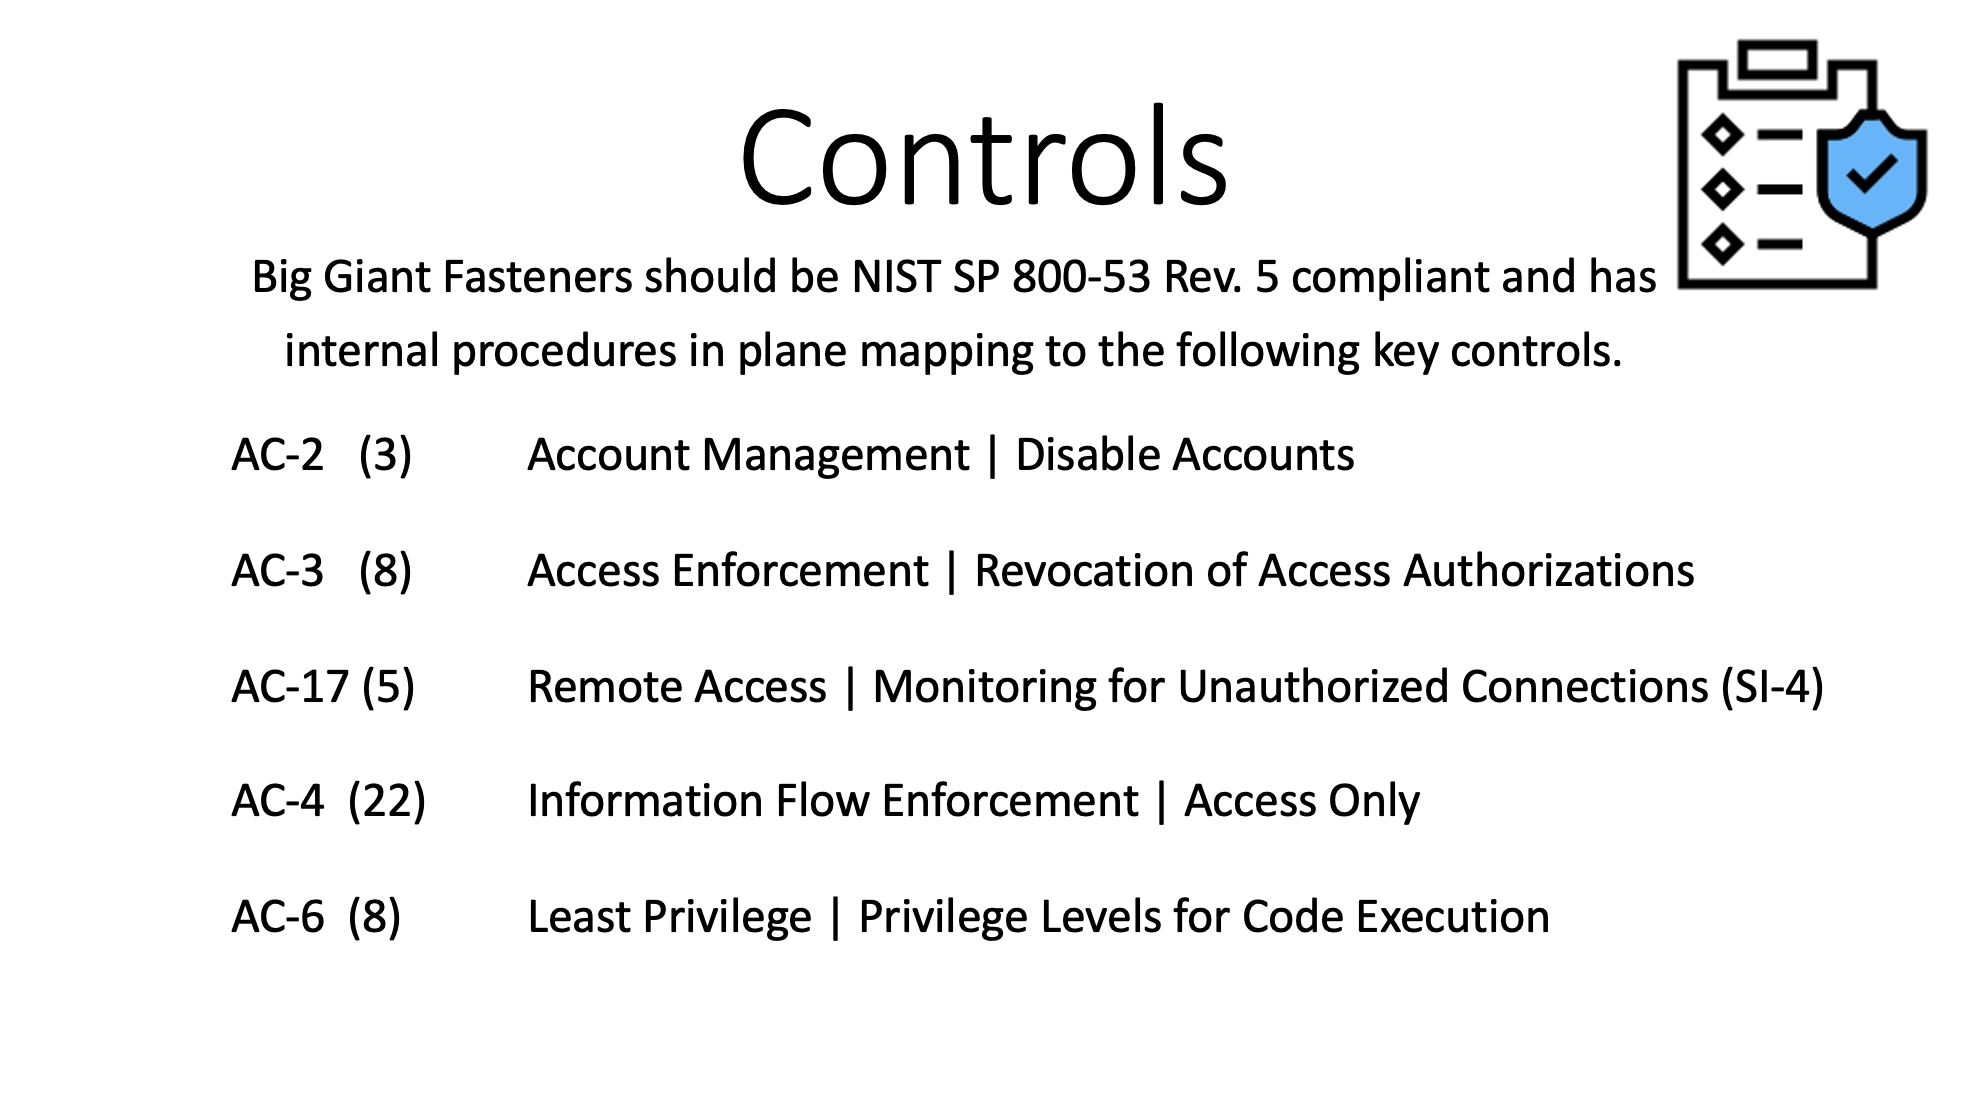 Controls
Big Giant Fasteners should be NIST SP 800-53 Rev. 5 compliant and has
internal procedures in plane mapping to the following key controls.
AC-2 (3) Account Management | Disable Accounts
AC-3 (8) Access Enforcement | Revocation of Access Authorizations
AC-17 (5) Remote Access | Monitoring for Unauthorized Connections (SI-4)
AC-4 (22) Information Flow Enforcement | Access Only
AC-6 (8) Least Privilege | Privilege Levels for Code Execution